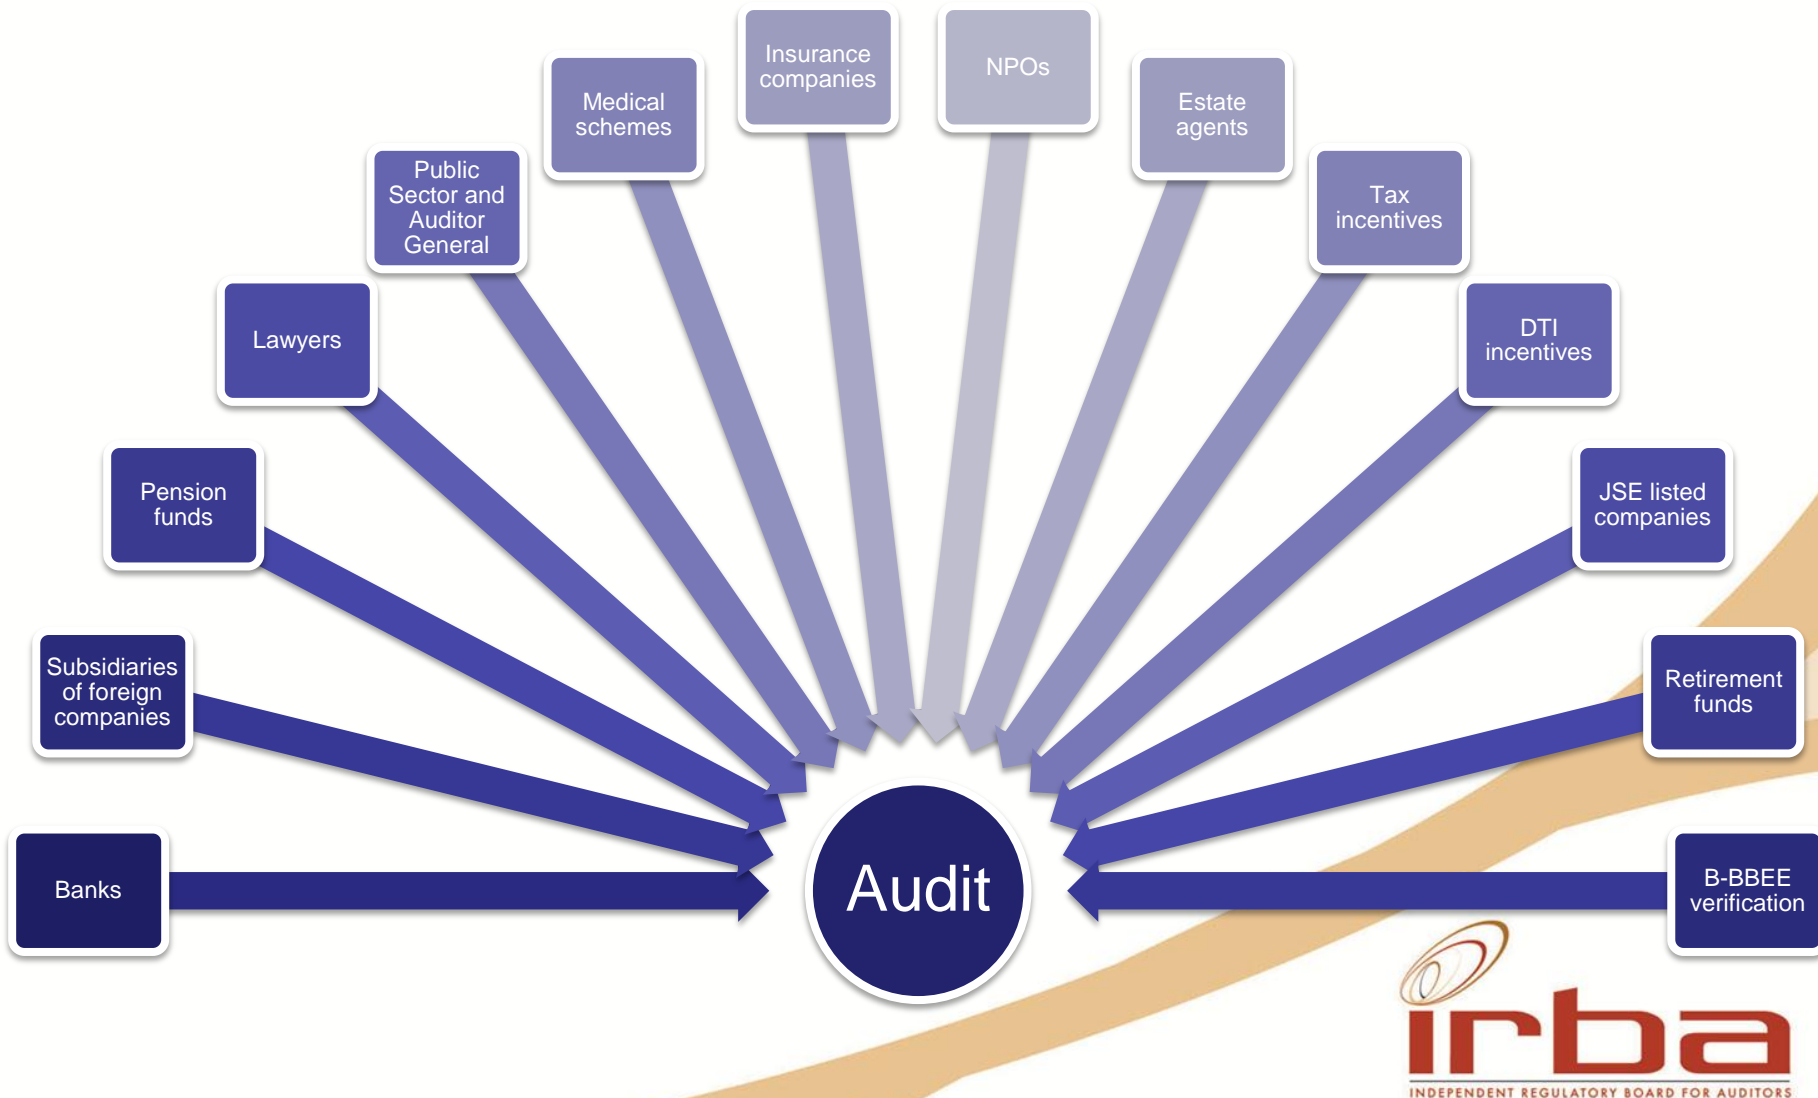 Insurance
companies
NPOs
Medical
schemes
Estate
agents
Public
Sector and
Auditor
General
Tax
incentives
Lawyers
DTI
incentives
Pension
funds
JSE listed
companies
Subsidiaries
of foreign
companies
Retirement
funds
Banks
Audit
B-BBEE
verification
irba
INDEPENDENT REGULATORY BOARD FOR AUDITORS